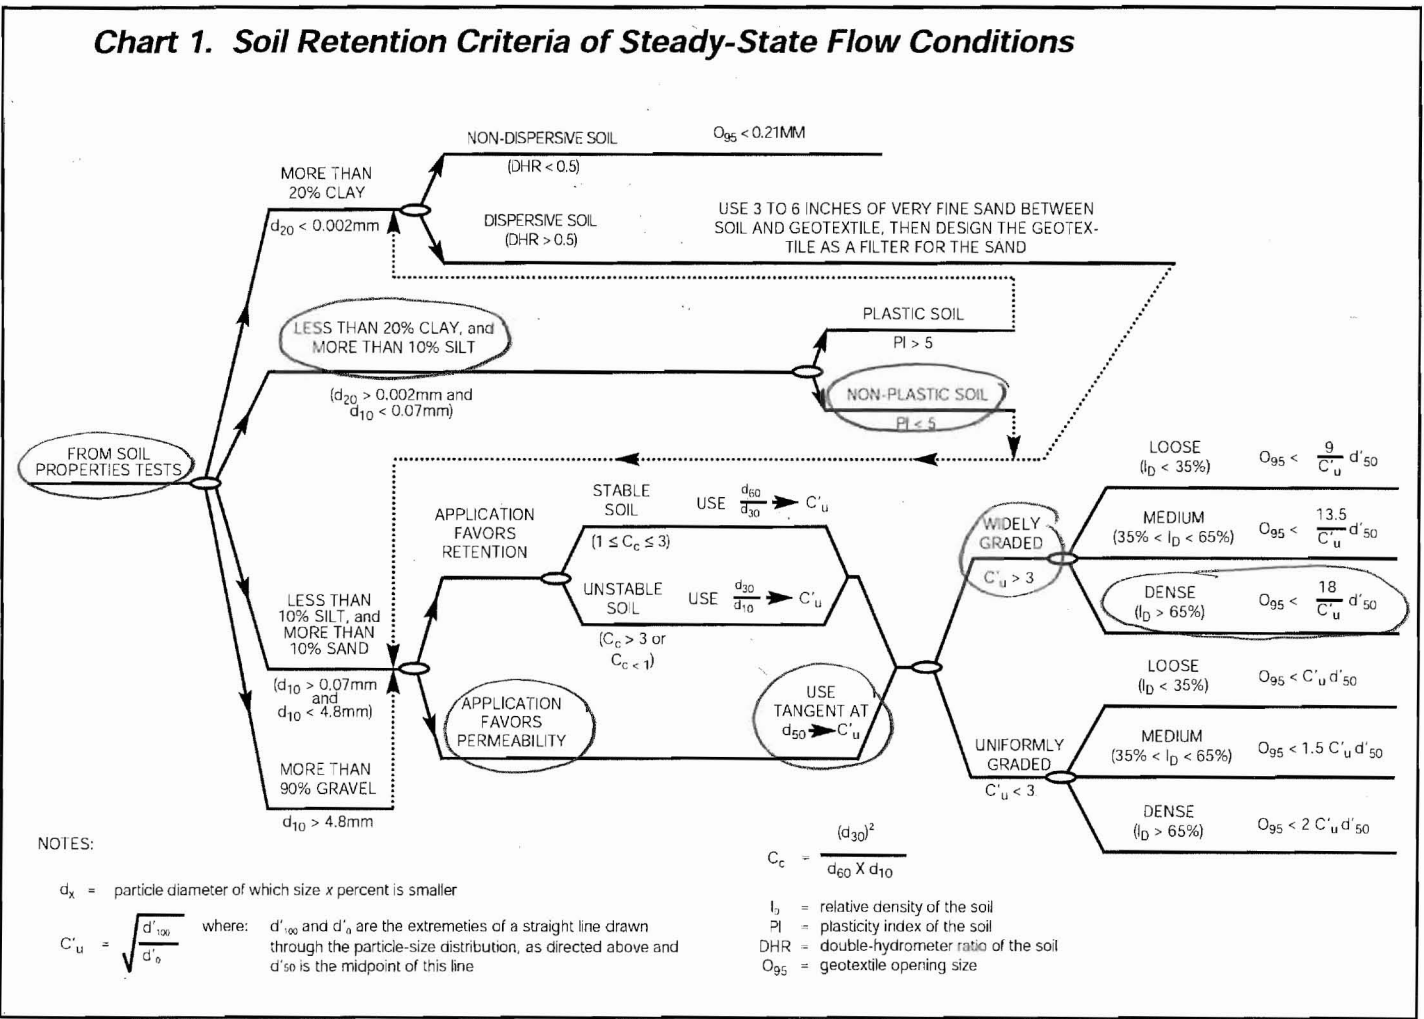 Chart 1. Soil Retention Criteria of Steady-State Flow Conditions
NON-DISPERSIVE SOIL
(DHR < 0.5)
O₉₅ < 0.21MM
MORE THAN
20% CLAY
d₂₀ < 0.002mm
DISPERSIVE SOIL
(DHR > 0.5)
USE 3 TO 6 INCHES OF VERY FINE SAND BETWEEN
SOIL AND GEOTEXTILE, THEN DESIGN THE GEOTEX-
TILE AS A FILTER FOR THE SAND
LESS THAN 20% CLAY, and
MORE THAN 10% SILT
(d₂₀ > 0.002mm and
d₁₀ < 0.07mm)
PLASTIC SOIL
PI > 5
NON-PLASTIC SOIL
PI < 5
FROM SOIL
PROPERTIES TESTS
LESS THAN
10% SILT, and
MORE THAN
10% SAND
(d₁₀ > 0.07mm
and
d₁₀ < 4.8mm)
MORE THAN
90% GRAVEL
d₁₀ > 4.8mm
APPLICATION
FAVORS
RETENTION
STABLE
SOIL
(1 ≤ C꜀ ≤ 3)
USE d₆₀/d₃₀ → C'ᵤ
UNSTABLE
SOIL
(C꜀ > 3 or
C꜀ < 1)
USE d₃₀/d₁₀ → C'ᵤ
APPLICATION
FAVORS
PERMEABILITY
USE
TANGENT AT
d₅₀ → C'ᵤ
WIDELY
GRADED
C'ᵤ > 3
LOOSE
(I_D < 35%)
O₉₅ < 9/C'ᵤ d'₅₀
MEDIUM
(35% < I_D < 65%)
O₉₅ < 13.5/C'ᵤ d'₅₀
DENSE
(I_D > 65%)
O₉₅ < 18/C'ᵤ d'₅₀
UNIFORMLY
GRADED
C'ᵤ < 3
LOOSE
(I_D < 35%)
O₉₅ < C'ᵤ d'₅₀
MEDIUM
(35% < I_D < 65%)
O₉₅ < 1.5 C'ᵤ d'₅₀
DENSE
(I_D > 65%)
O₉₅ < 2 C'ᵤ d'₅₀
NOTES:
dₓ = particle diameter of which size x percent is smaller
C'ᵤ = √(d'₁₀₀/d'₀) where: d'₁₀₀ and d'₀ are the extremeties of a straight line drawn
through the particle-size distribution, as directed above and
d'₅₀ is the midpoint of this line
C꜀ = (d₃₀)²/d₆₀ X d₁₀
I_D = relative density of the soil
PI = plasticity index of the soil
DHR = double-hydrometer ratio of the soil
O₉₅ = geotextile opening size